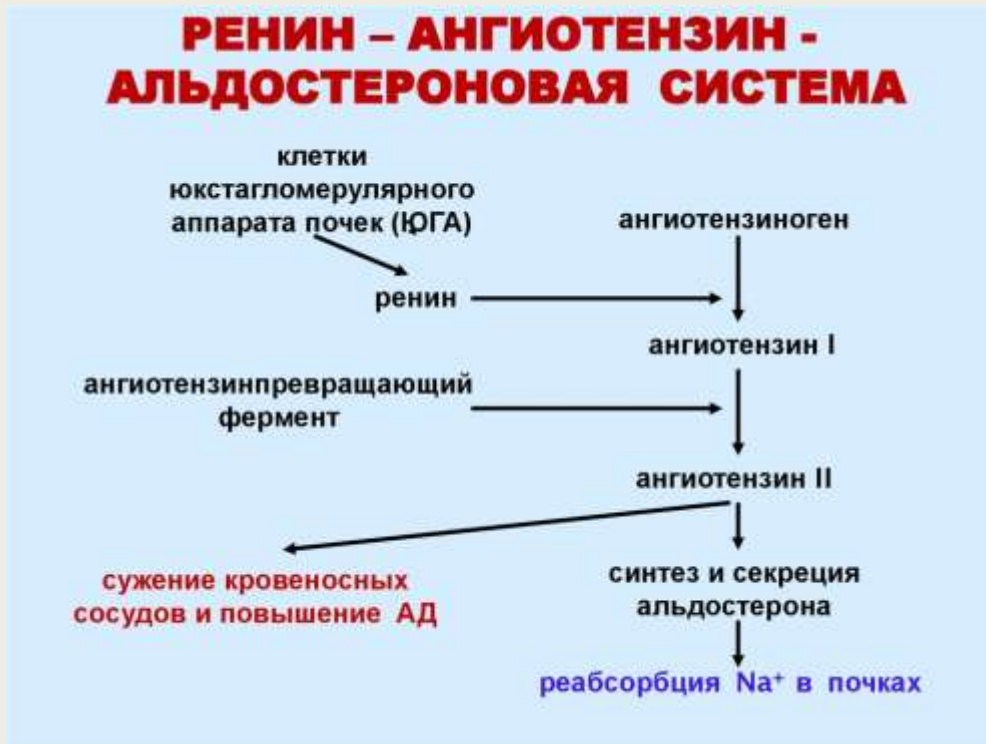 РЕНИН – АНГИОТЕНЗИН -
АЛЬДОСТЕРОНОВАЯ СИСТЕМА
клетки
юкстагломерулярного
аппарата почек (ЮГА)
ангиотензиноген
ренин
ангиотензин I
ангиотензинпревращающий
фермент
ангиотензин II
сужение кровеносных
сосудов и повышение АД
синтез и секреция
альдостерона
реабсорбция Na⁺ в почках